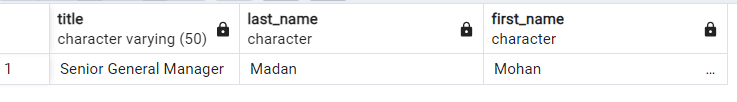 title last_name first_name
character varying (50) character character
1 Senior General Manager Madan Mohan ...